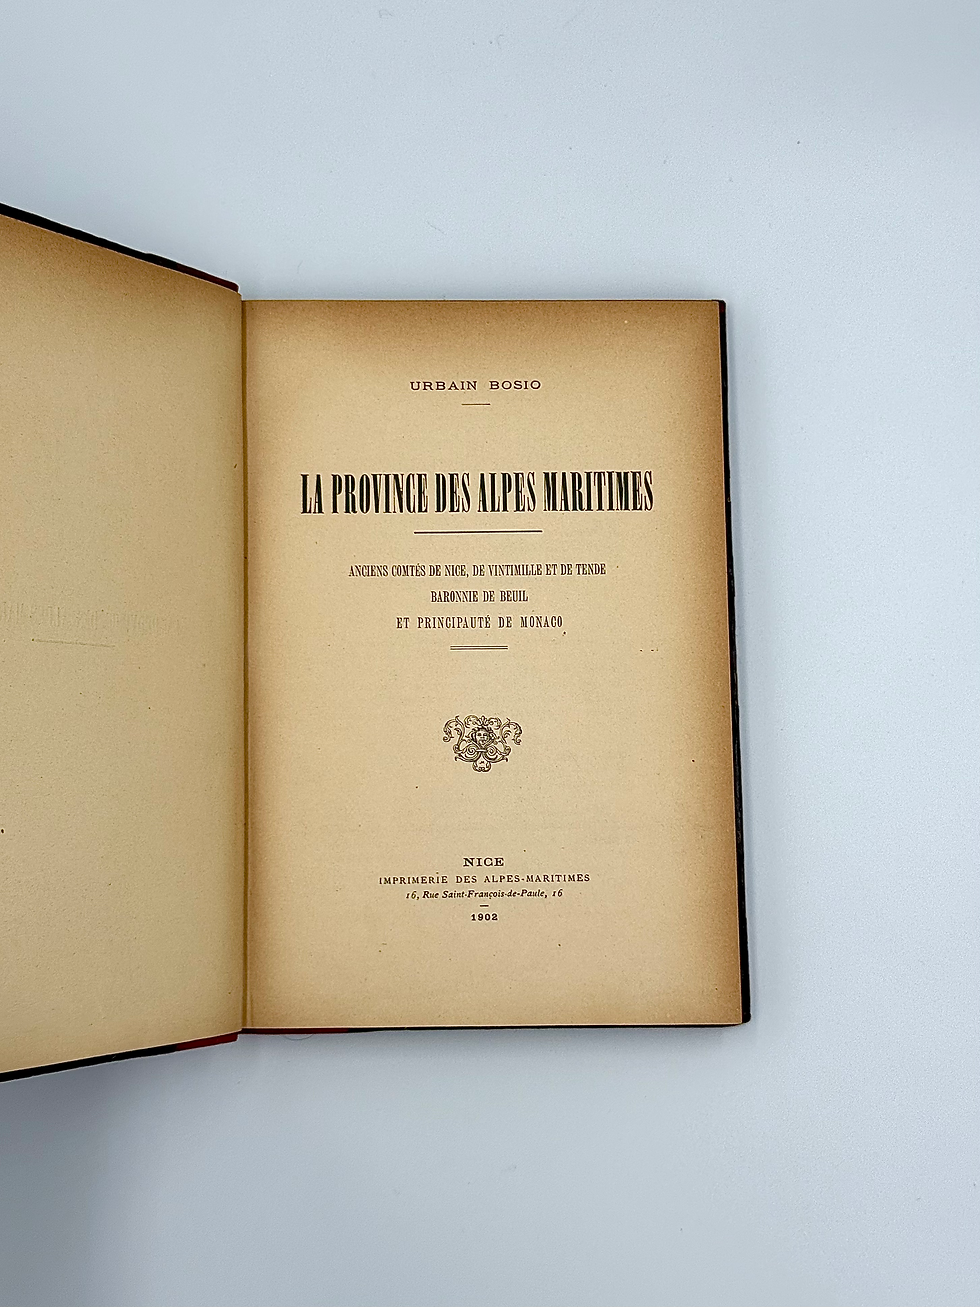 URBAIN BOSIO
LA PROVINCE DES ALPES MARITIMES
ANCIENS COMTÉS DE NICE, DE VINTIMILLE ET DE TENDE
BARONNIE DE BEUIL
ET PRINCIPAUTÉ DE MONACO
NICE
IMPRIMERIE DES ALPES-MARITIMES
16, Rue Saint-François-de-Paule, 16
1902